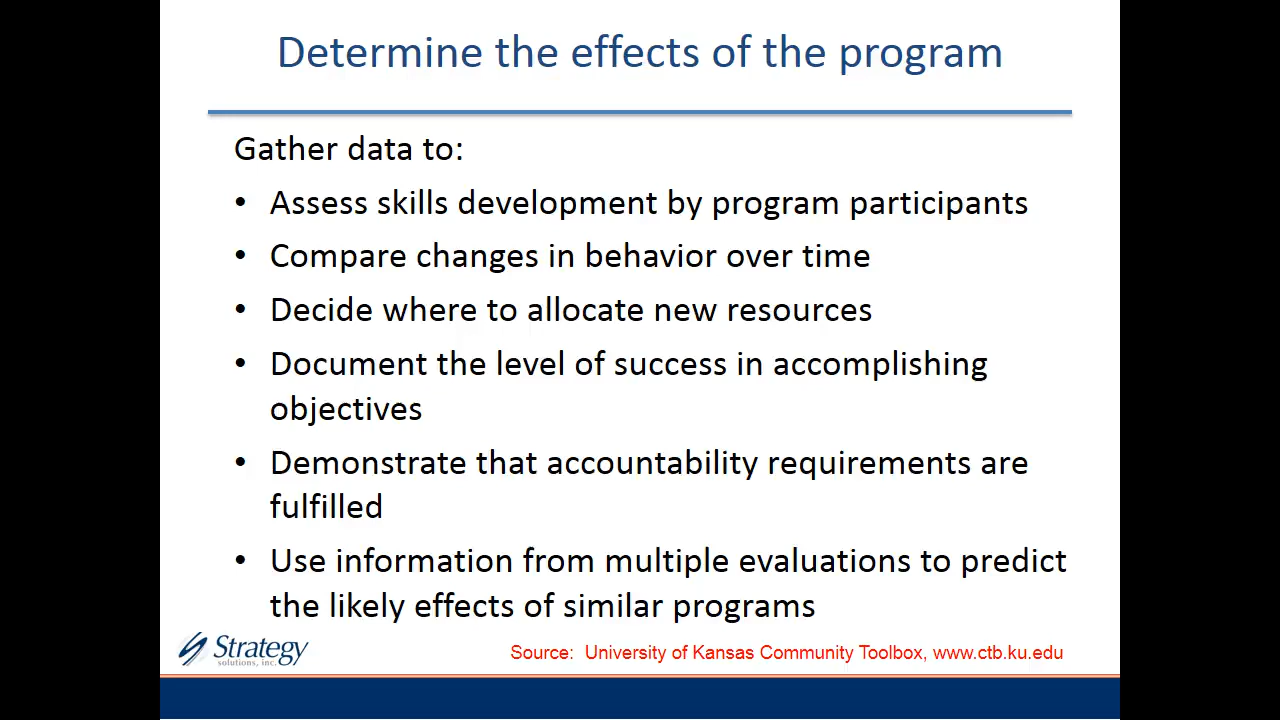 Determine the effects of the program
Gather data to:
• Assess skills development by program participants
• Compare changes in behavior over time
• Decide where to allocate new resources
• Document the level of success in accomplishing
objectives
• Demonstrate that accountability requirements are
fulfilled
• Use information from multiple evaluations to predict
the likely effects of similar programs
Strategy
solutions, inc.
Source: University of Kansas Community Toolbox, www.ctb.ku.edu